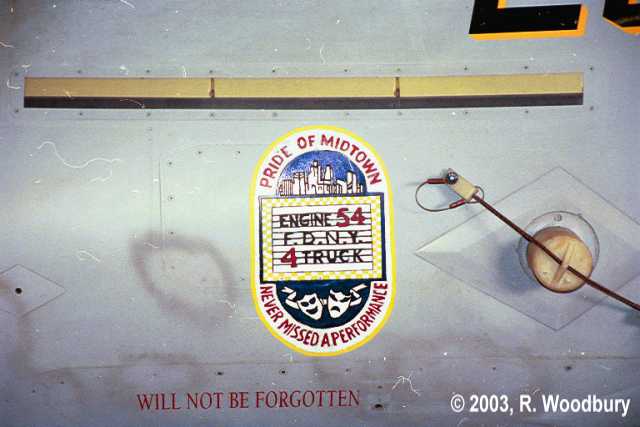 PRIDE OF MIDTOWN
ENGINE 54
F.D.N.Y.
4 TRUCK
NEVER MISSED A PERFORMANCE
WILL NOT BE FORGOTTEN
© 2003, R. Woodbury